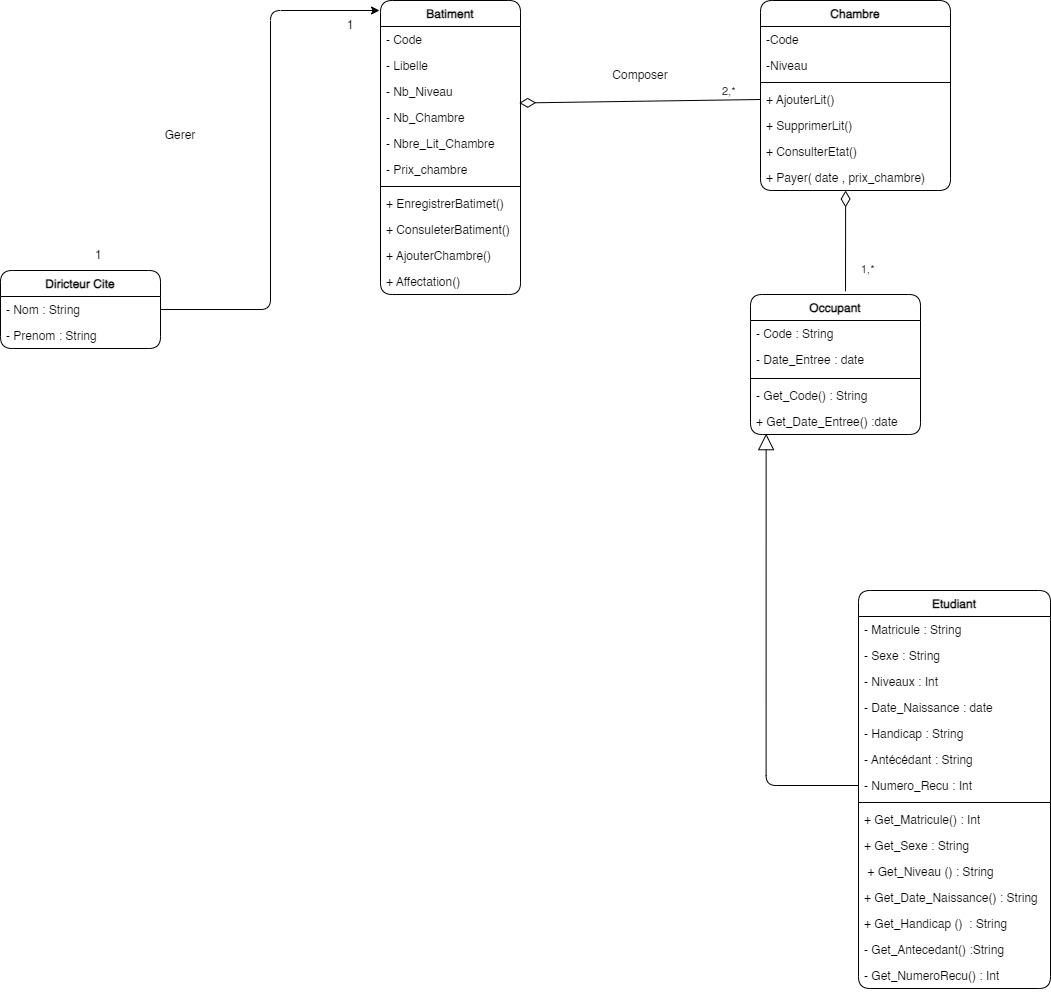 Gerer
1
1
Diricteur Cite
- Nom : String
- Prenom : String
Batiment
- Code
- Libelle
- Nb_Niveau
- Nb_Chambre
- Nbre_Lit_Chambre
- Prix_chambre
+ EnregistrerBatimet()
+ ConsuleterBatiment()
+ AjouterChambre()
+ Affectation()
Composer
2,*
Chambre
-Code
-Niveau
+ AjouterLit()
+ SupprimerLit()
+ ConsulterEtat()
+ Payer( date , prix_chambre)
1,*
Occupant
- Code : String
- Date_Entree : date
- Get_Code() : String
+ Get_Date_Entree() :date
Etudiant
- Matricule : String
- Sexe : String
- Niveaux : Int
- Date_Naissance : date
- Handicap : String
- Antécédant : String
- Numero_Recu : Int
+ Get_Matricule() : Int
+ Get_Sexe : String
+ Get_Niveau () : String
+ Get_Date_Naissance() : String
+ Get_Handicap ()  : String
- Get_Antecedant() :String
- Get_NumeroRecu() : Int